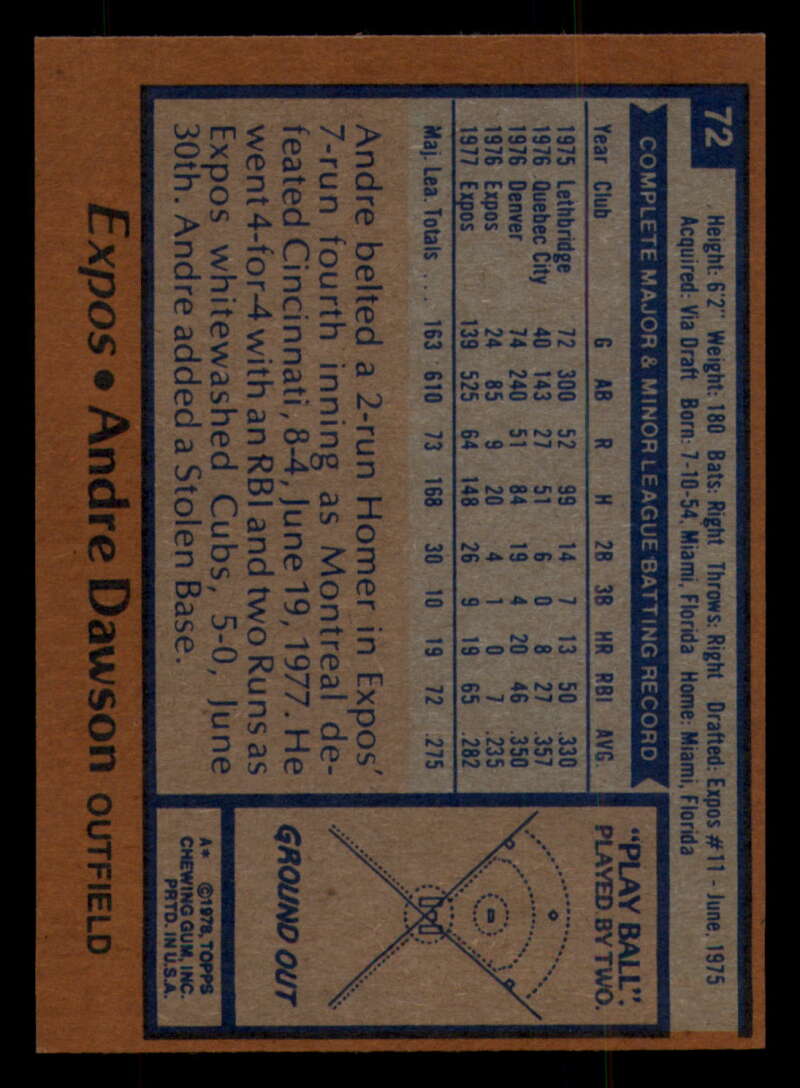 72
Height: 6'2" Weight: 180 Bats: Right Throws: Right Drafted: Expos #11 - June, 1975
Acquired: Via Draft Born: 7-10-54, Miami, Florida Home: Miami, Florida
COMPLETE MAJOR & MINOR LEAGUE BATTING RECORD
Year Club G AB R H 2B 3B HR RBI AVG.
1975 Lethbridge 72 300 52 99 14 7 13 50 .330
1976 Quebec City 40 143 27 51 6 0 8 27 .357
1976 Denver 74 240 51 84 19 4 20 46 .350
1976 Expos 24 85 9 20 4 1 0 7 .235
1977 Expos 139 525 64 148 26 9 19 65 .282
Maj. Lea. Totals ... 163 610 73 168 30 10 19 72 .275
Andre belted a 2-run Homer in Expos'
7-run fourth inning as Montreal de-
feated Cincinnati, 8-4, June 19, 1977. He
went 4-for-4 with an RBI and two Runs as
Expos whitewashed Cubs, 5-0, June
30th. Andre added a Stolen Base.
"PLAY BALL":
PLAYED BY TWO.
GROUND OUT
A* ©1978, TOPPS
CHEWING GUM, INC.
PRTD. IN U.S.A.
Expos • Andre Dawson OUTFIELD